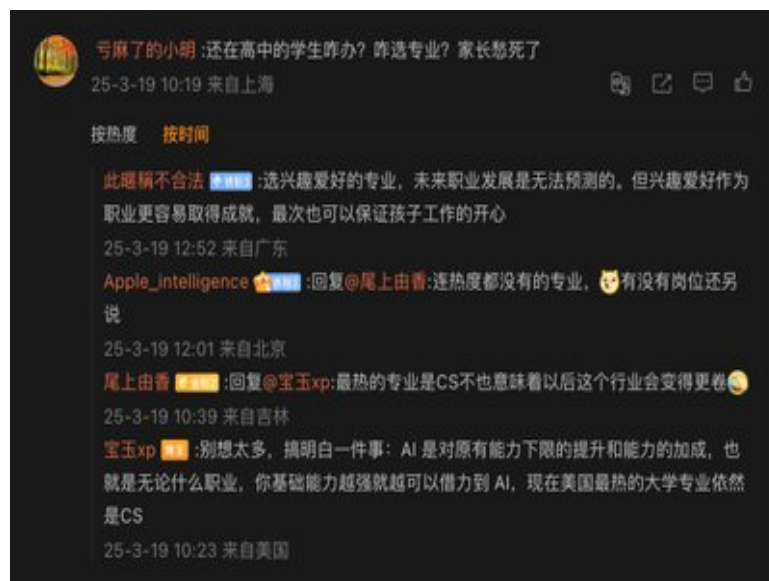 亏麻了的小明:还在高中的学生咋办？咋选专业？家长愁死了
25-3-19 10:19 来自上海
按热度 按时间
此暱稱不合法 :选兴趣爱好的专业，未来职业发展是无法预测的。但兴趣爱好作为
职业更容易取得成就，最次也可以保证孩子工作的开心
25-3-19 12:52 来自广东
Apple_intelligence :回复@尾上由香:连热度都没有的专业，有没有岗位还另
说
25-3-19 12:01 来自北京
尾上由香 :回复@宝玉xp:最热的专业是CS不也意味着以后这个行业会变得更卷
25-3-19 10:39 来自吉林
宝玉xp :别想太多，搞明白一件事：AI 是对原有能力下限的提升和能力的加成，也
就是无论什么职业，你基础能力越强就越可以借力到 AI，现在美国最热的大学专业依然
是CS
25-3-19 10:23 来自美国